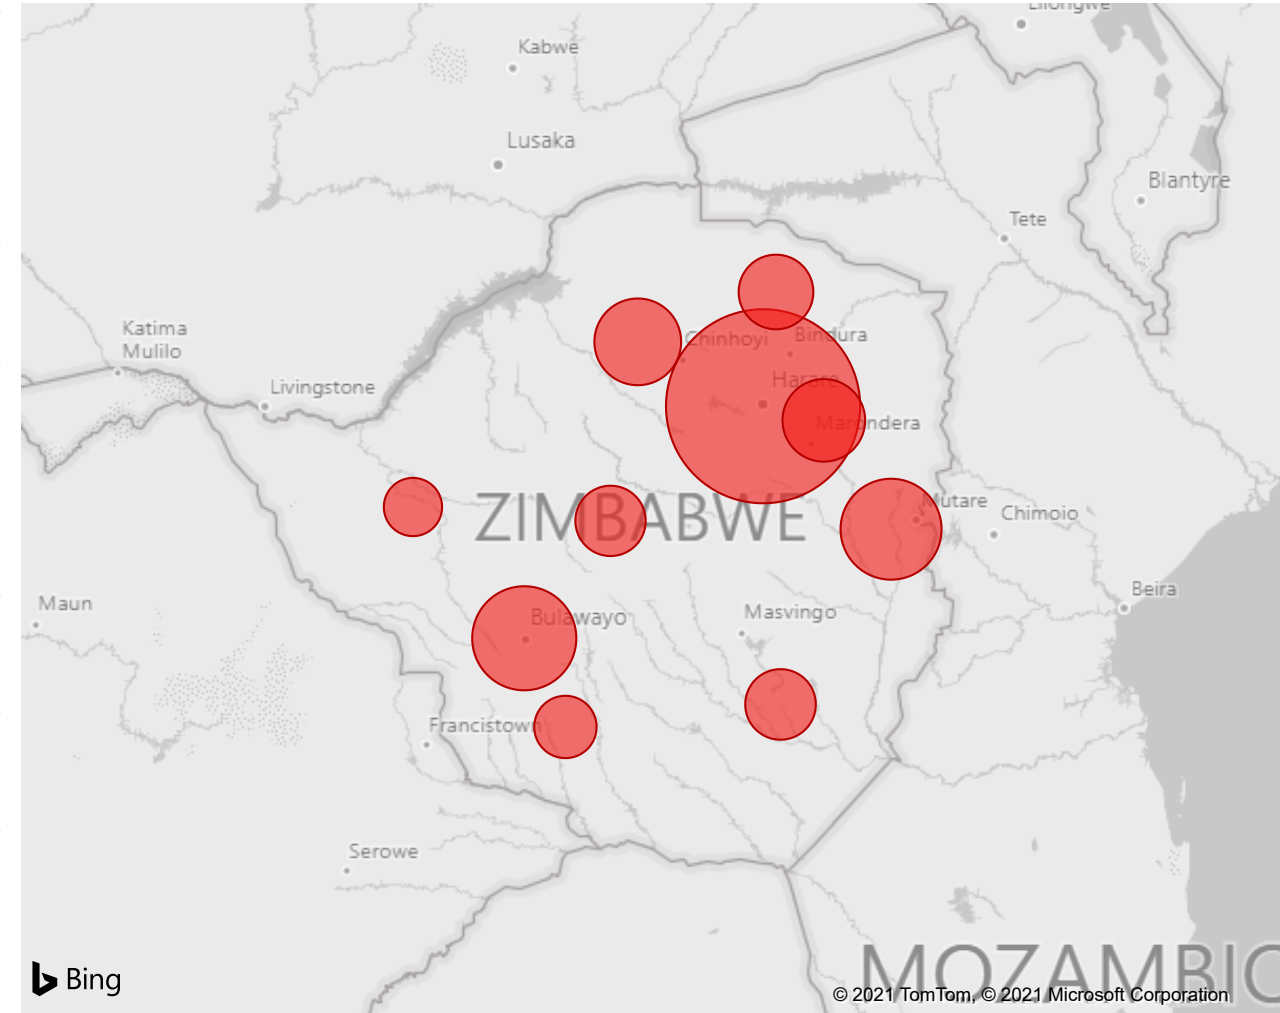 Lilongwe
Kabwe
Lusaka
Blantyre
Tete
Katima
Mulilo
Chinhoyi
Bindura
Livingstone
Harare
Marondera
ZIMBABWE
Mutare
Chimoio
Maun
Bulawayo
Masvingo
Beira
Francistown
Serowe
MOZAMBIC
Bing
© 2021 TomTom, © 2021 Microsoft Corporation